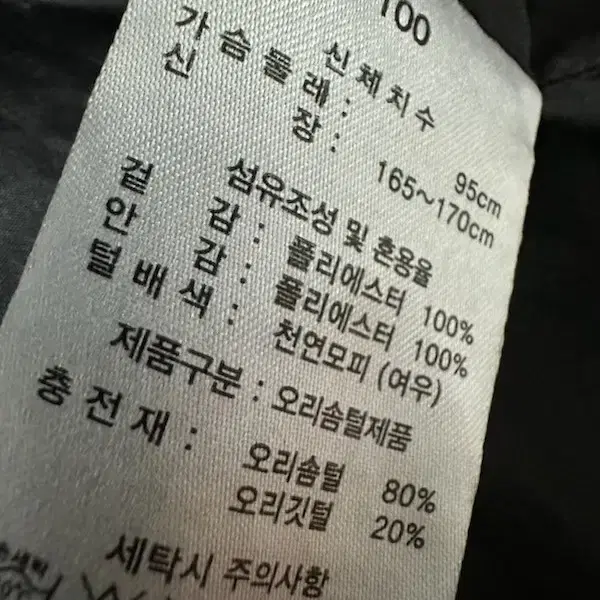 100
신체치수
가슴둘레: 95cm
신 장: 165~170cm
섬유조성 및 혼용율
겉 감: 폴리에스터 100%
안 감: 폴리에스터 100%
털배색: 천연모피 (여우)
제품구분: 오리솜털제품
충전재: 오리솜털 80%
오리깃털 20%
세탁시 주의사항